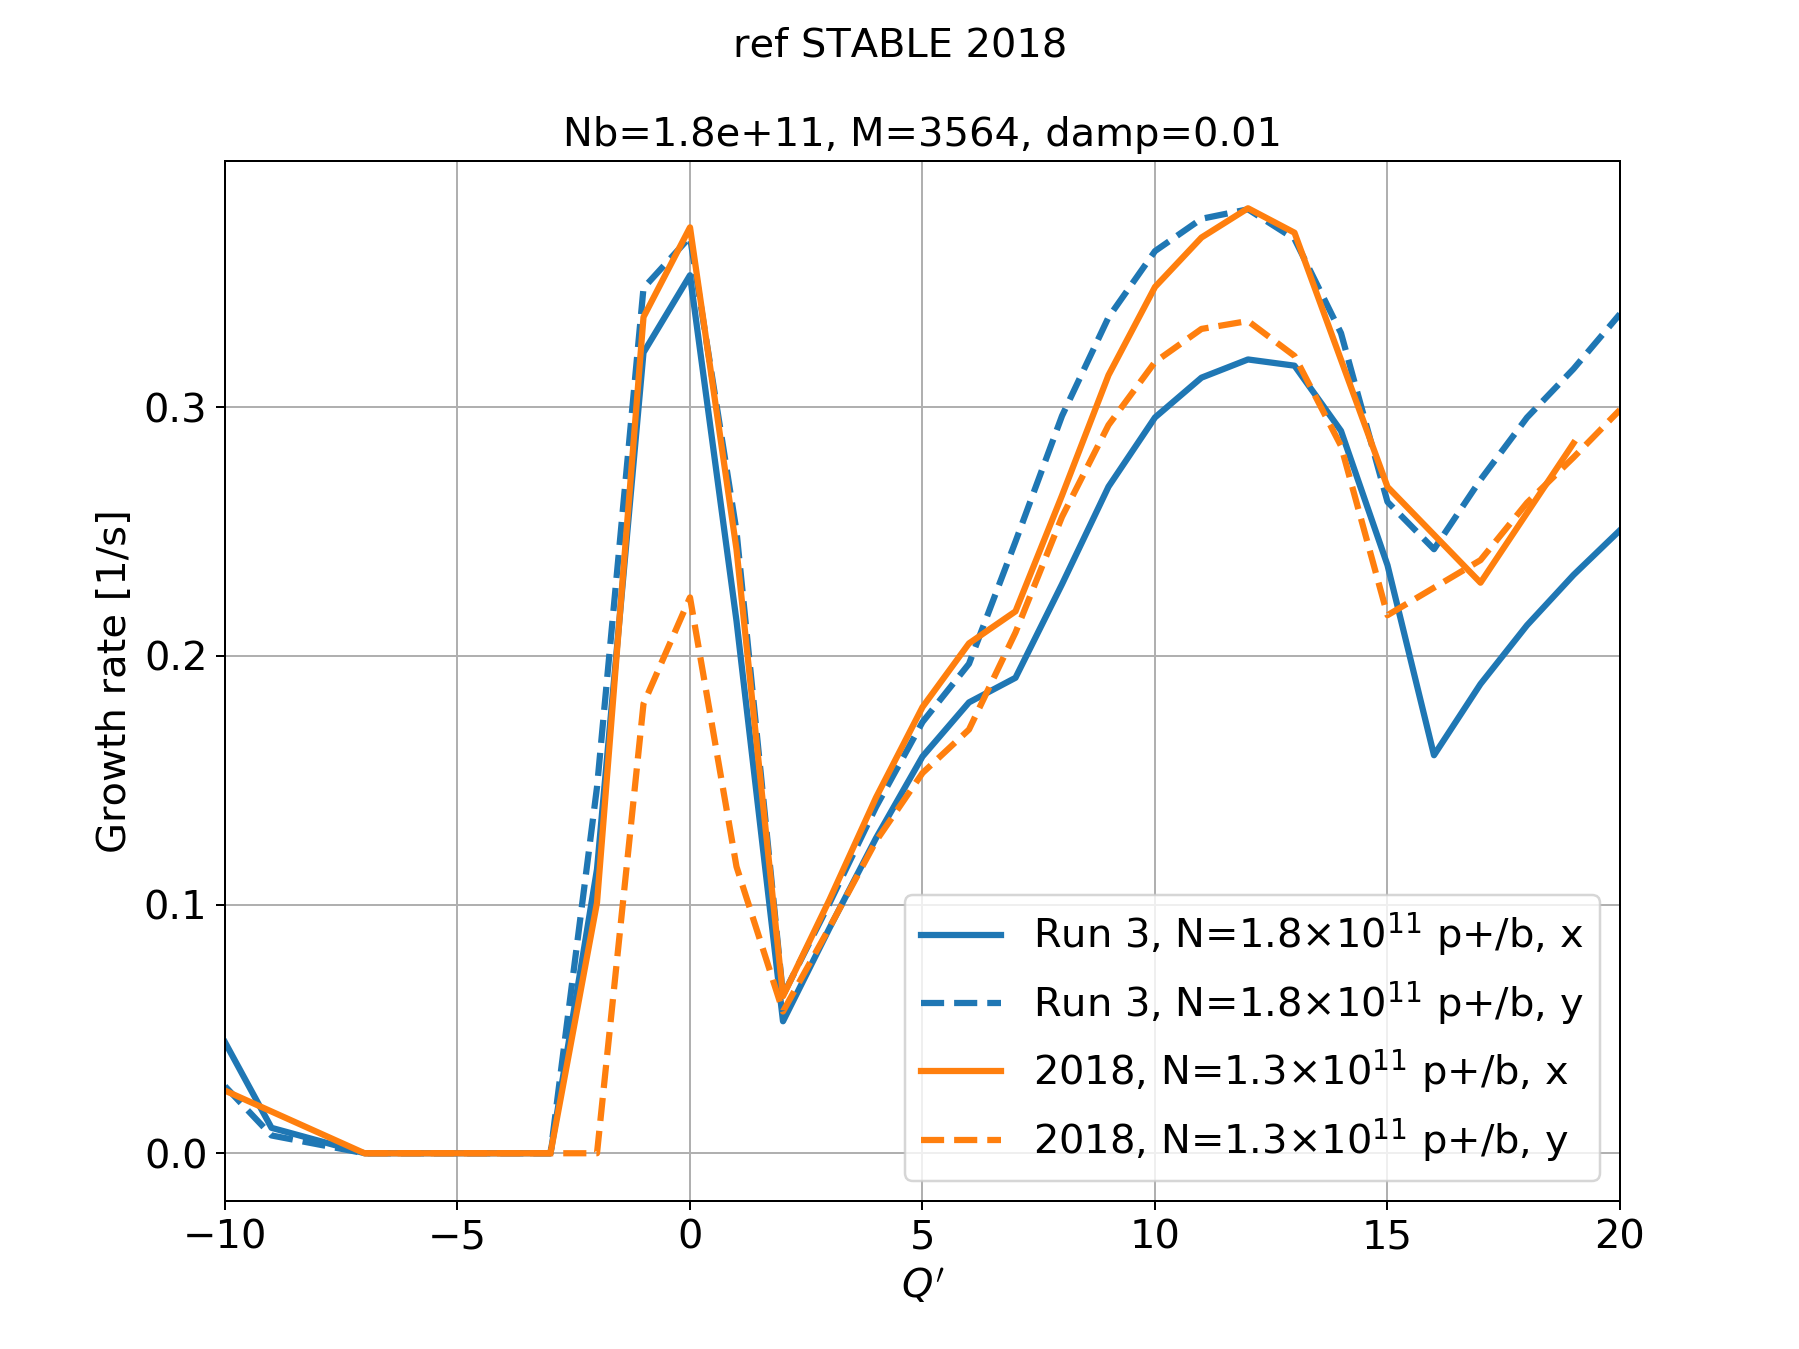 ref STABLE 2018
Nb=1.8e+11, M=3564, damp=0.01
Growth rate [1/s]
0.3
0.2
0.1
0.0
Run 3, N=1.8×10¹¹ p+/b, x
Run 3, N=1.8×10¹¹ p+/b, y
2018, N=1.3×10¹¹ p+/b, x
2018, N=1.3×10¹¹ p+/b, y
−10 −5 0 5 10 15 20
Q′